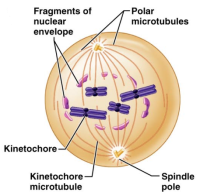 Fragments of
nuclear
envelope
Polar
microtubules
Kinetochore
Kinetochore
microtubule
Spindle
pole